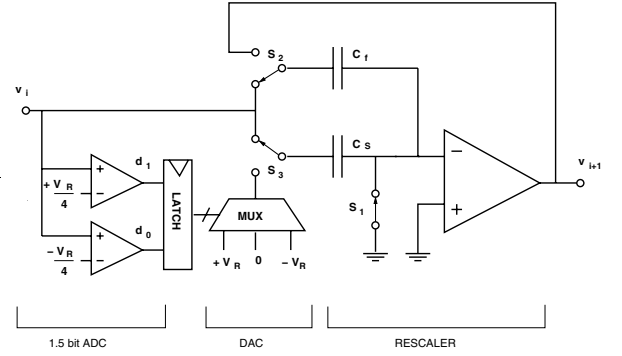 S 2
C f
v i
C S
d 1
+ V R
4
S 3
LATCH
MUX
S 1
−
+
v i+1
d 0
− V R
4
+
−
+
−
+ V R
0
− V R
1.5 bit ADC
DAC
RESCALER